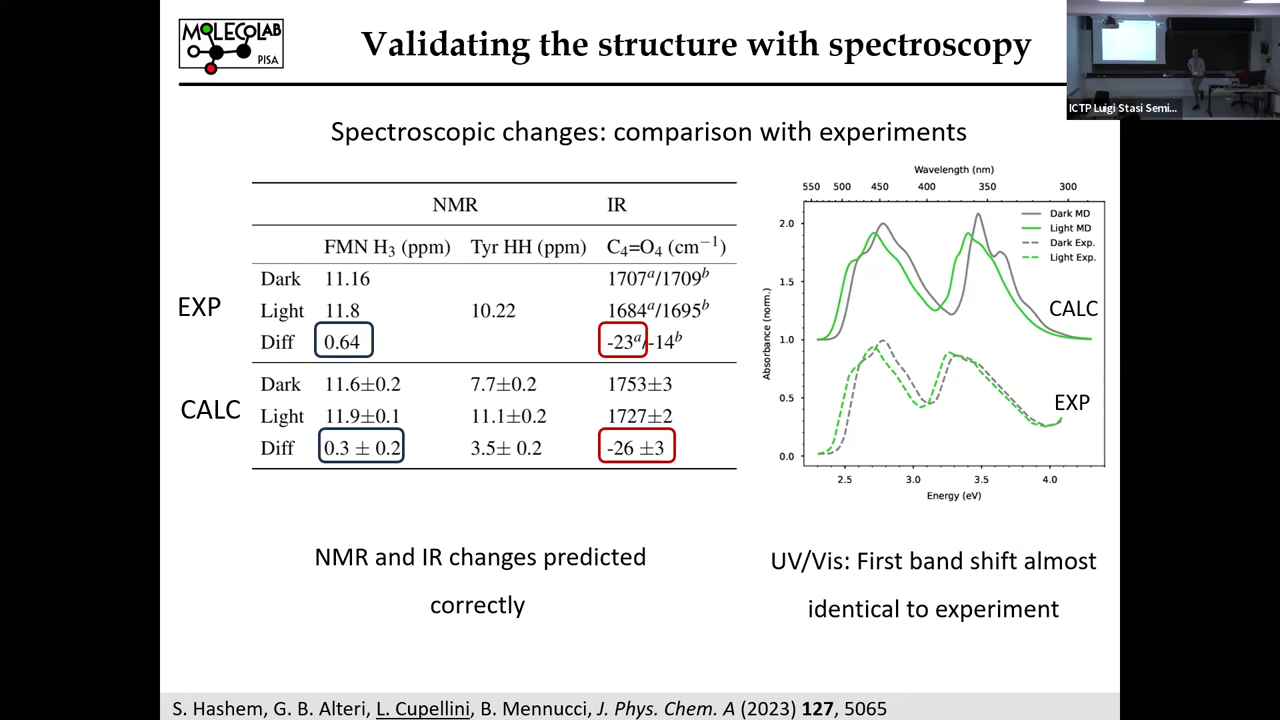 MOLECOLAB
PISA
Validating the structure with spectroscopy
ICTP Luigi Stasi Semi...
Spectroscopic changes: comparison with experiments
NMR IR
FMN H₃ (ppm) Tyr HH (ppm) C₄=O₄ (cm⁻¹)
EXP
Dark 11.16 1707ᵃ/1709ᵇ
Light 11.8 10.22 1684ᵃ/1695ᵇ
Diff 0.64 -23ᵃ/-14ᵇ
CALC
Dark 11.6±0.2 7.7±0.2 1753±3
Light 11.9±0.1 11.1±0.2 1727±2
Diff 0.3 ± 0.2 3.5± 0.2 -26 ±3
Wavelength (nm)
550 500 450 400 350 300
Dark MD
Light MD
Dark Exp.
Light Exp.
CALC
EXP
Absorbance (norm.)
2.0
1.5
1.0
0.5
0.0
2.5 3.0 3.5 4.0
Energy (eV)
NMR and IR changes predicted
correctly
UV/Vis: First band shift almost
identical to experiment
S. Hashem, G. B. Alteri, L. Cupellini, B. Mennucci, J. Phys. Chem. A (2023) 127, 5065